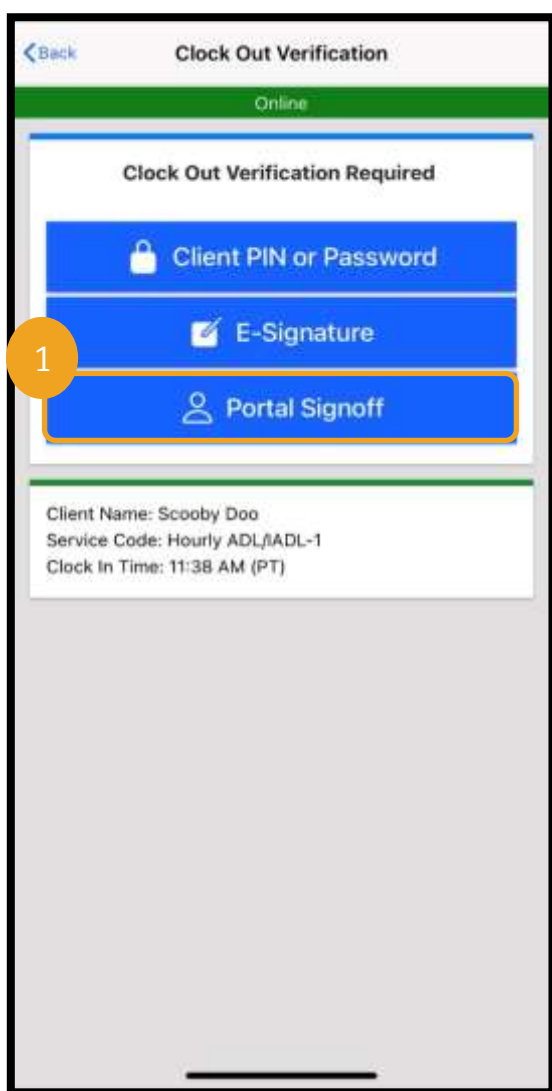 Back
Clock Out Verification
Online
Clock Out Verification Required
Client PIN or Password
E-Signature
1
Portal Signoff
Client Name: Scooby Doo
Service Code: Hourly ADL/IADL-1
Clock In Time: 11:38 AM (PT)